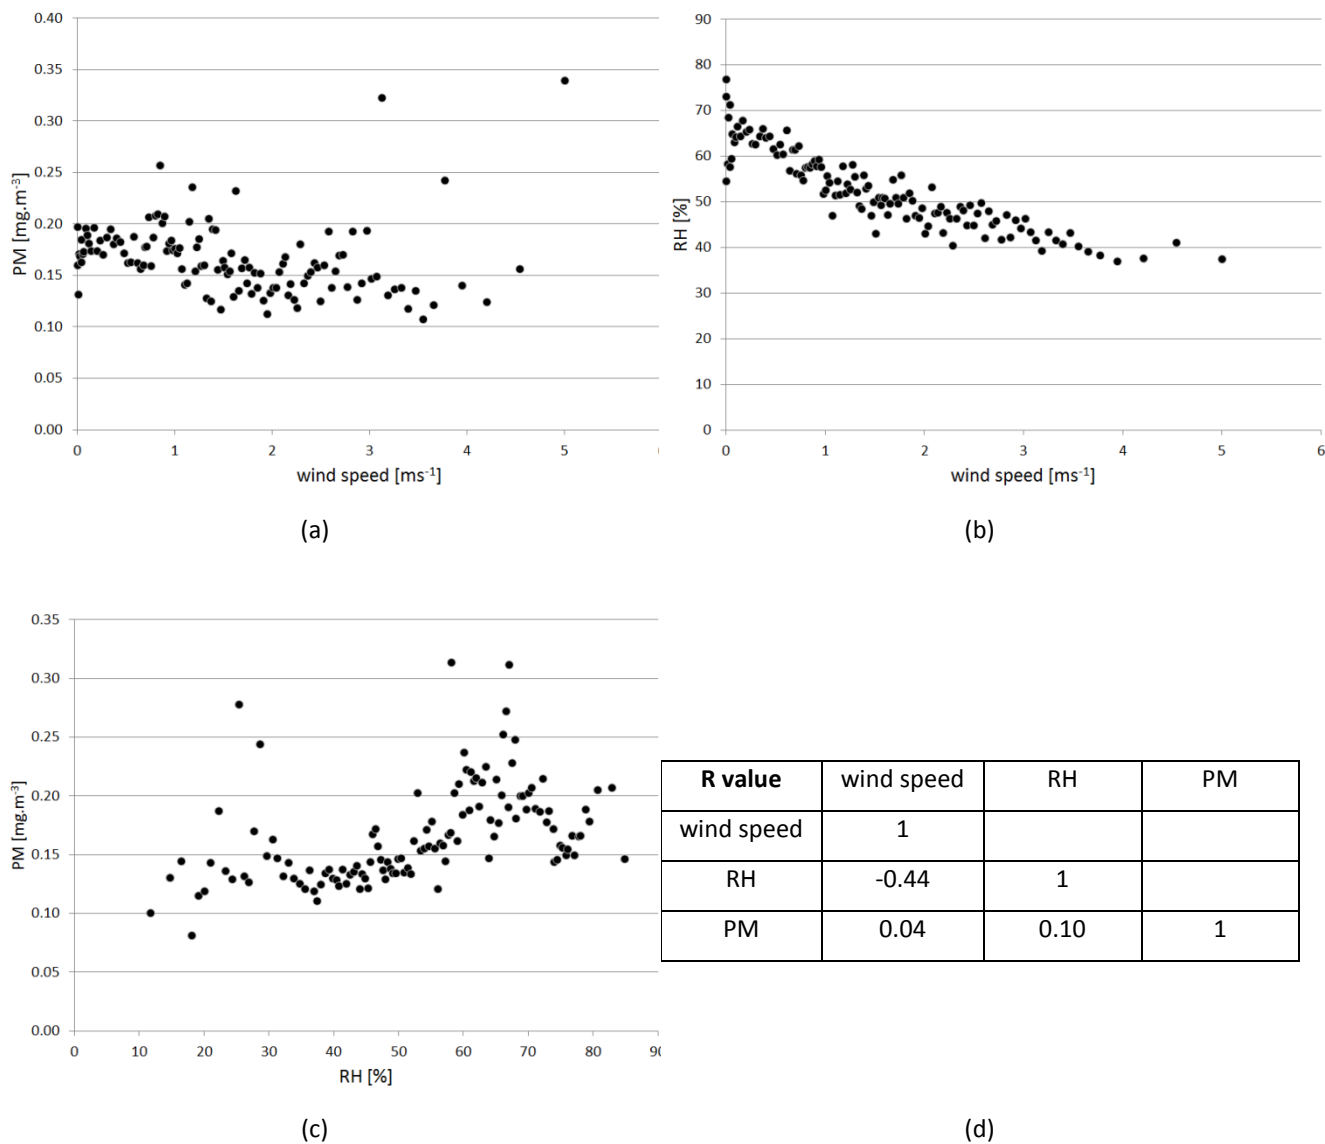 0.40
0.35
0.30
0.25
0.20
0.15
0.10
0.05
0.00
PM [mg.m-3]
0 1 2 3 4 5
wind speed [ms-1]
(a)
90
80
70
60
50
40
30
20
10
0
RH [%]
0 1 2 3 4 5 6
wind speed [ms-1]
(b)
0.35
0.30
0.25
0.20
0.15
0.10
0.05
0.00
PM [mg.m-3]
0 10 20 30 40 50 60 70 80 90
RH [%]
(c)
R value wind speed RH PM
wind speed 1
RH -0.44 1
PM 0.04 0.10 1
(d)